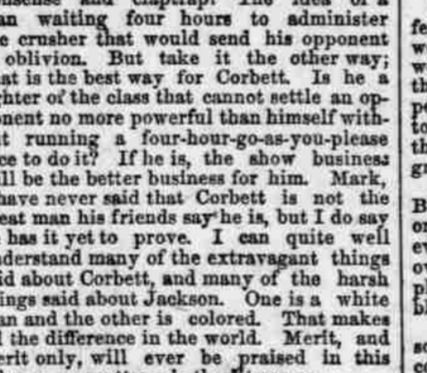 nonsense and claptrap. The idea of a
an waiting four hours to administer
e crusher that would send his opponent
oblivion. But take it the other way;
at is the best way for Corbett. Is he a
ghter of the class that cannot settle an op-
onent no more powerful than himself with-
t running a four-hour-go-as-you-please
ce to do it? If he is, the show business
ll be the better business for him. Mark,
have never said that Corbett is not the
eat man his friends say he is, but I do say
has it yet to prove. I can quite well
nderstand many of the extravagant things
id about Corbett, and many of the harsh
ings said about Jackson. One is a white
an and the other is colored. That makes
l the difference in the world. Merit, and
erit only, will ever be praised in this